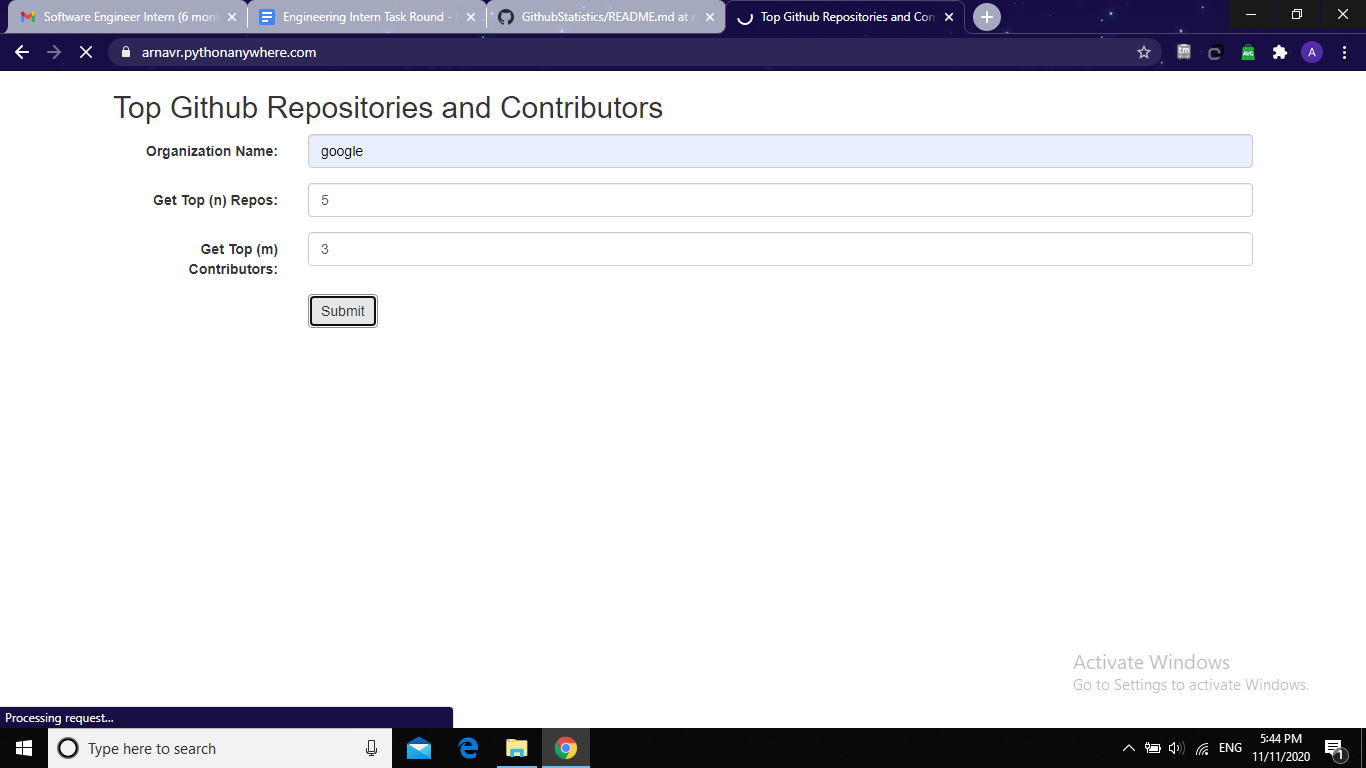 Software Engineer Intern (6 mon
Engineering Intern Task Round -
GithubStatistics/README.md at
Top Github Repositories and Con
arnavr.pythonanywhere.com
A
Top Github Repositories and Contributors
Organization Name:
google
Get Top (n) Repos:
5
Get Top (m)
Contributors:
3
Submit
Activate Windows
Go to Settings to activate Windows.
Processing request...
Type here to search
ENG
5:44 PM
11/11/2020
1